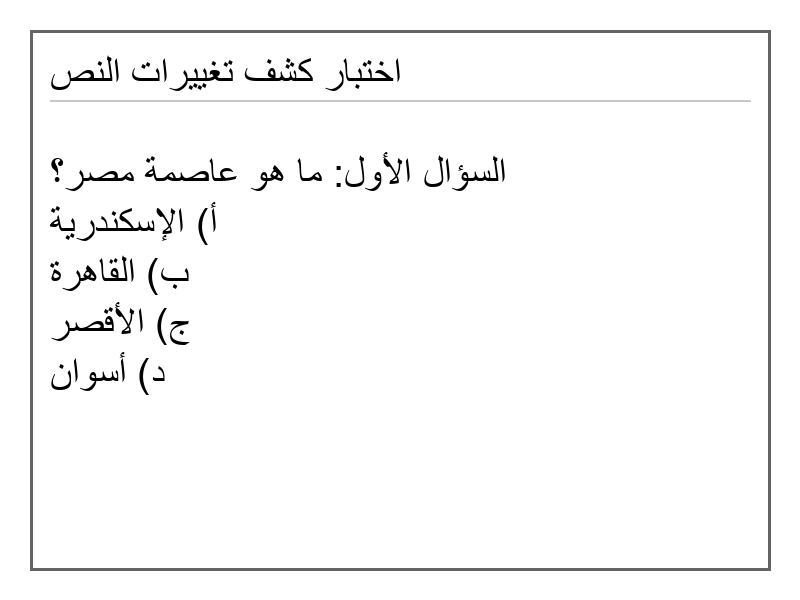 اختبار كشف تغييرات النص
السؤال الأول: ما هو عاصمة مصر؟
أ) الإسكندرية
ب) القاهرة
ج) الأقصر
د) أسوان